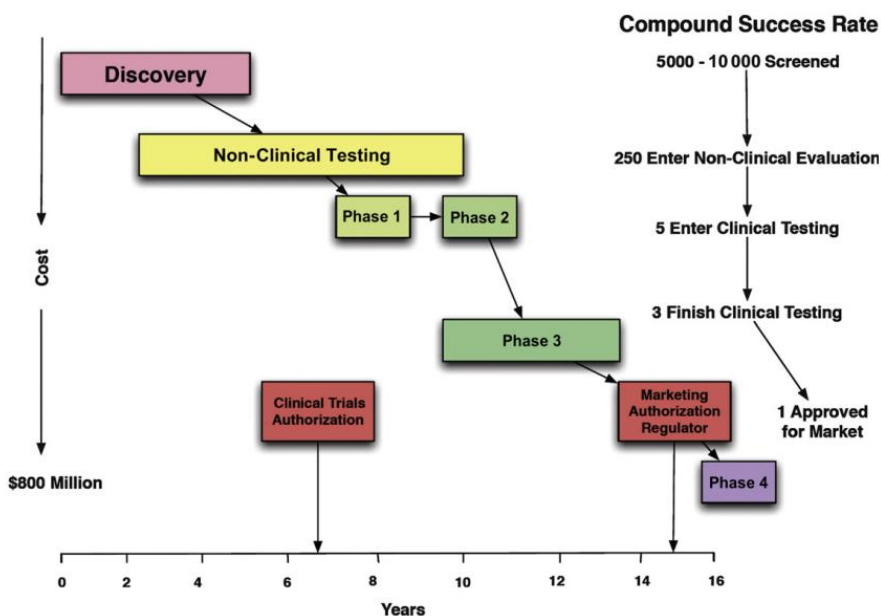 Compound Success Rate
5000 - 10 000 Screened
Discovery
Non-Clinical Testing
250 Enter Non-Clinical Evaluation
Phase 1
Phase 2
5 Enter Clinical Testing
Cost
3 Finish Clinical Testing
Phase 3
Clinical Trials
Authorization
Marketing
Authorization
Regulator
1 Approved
for Market
$800 Million
Phase 4
0 2 4 6 8 10 12 14 16
Years